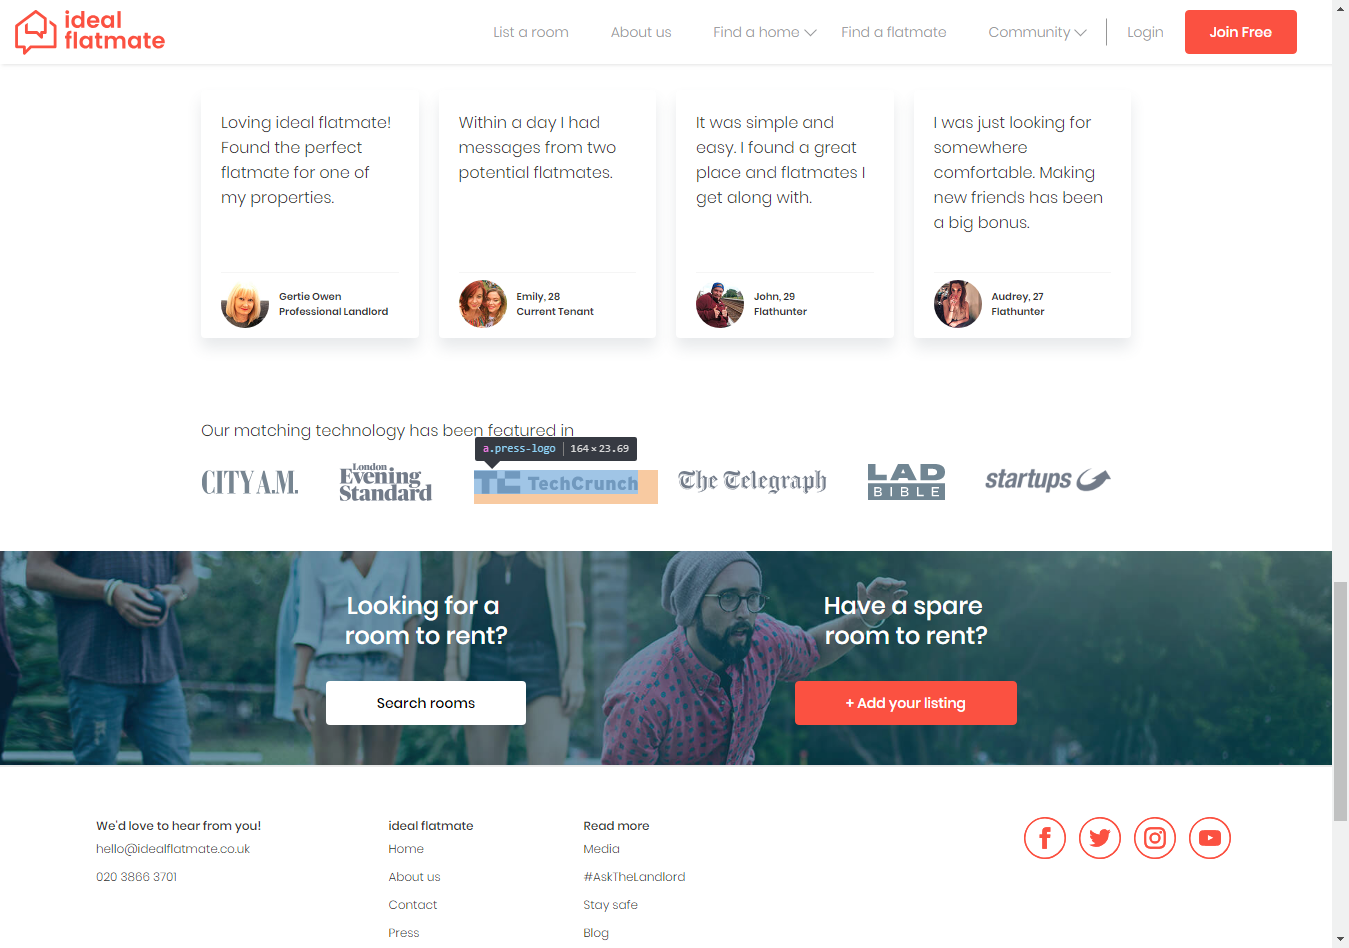 ideal
flatmate
List a room
About us
Find a home
Find a flatmate
Community
Login
Join Free
Loving ideal flatmate!
Found the perfect
flatmate for one of
my properties.
Gertie Owen
Professional Landlord
Within a day I had
messages from two
potential flatmates.
Emily, 28
Current Tenant
It was simple and
easy. I found a great
place and flatmates I
get along with.
John, 29
Flathunter
I was just looking for
somewhere
comfortable. Making
new friends has been
a big bonus.
Audrey, 27
Flathunter
Our matching technology has been featured in
a.press-logo | 164 × 23.69
CITY A.M.
London
Evening
Standard
TC TechCrunch
The Telegraph
LAD
BIBLE
startups
Looking for a
room to rent?
Search rooms
Have a spare
room to rent?
+ Add your listing
We'd love to hear from you!
hello@idealflatmate.co.uk
020 3866 3701
ideal flatmate
Home
About us
Contact
Press
Read more
Media
#AskTheLandlord
Stay safe
Blog